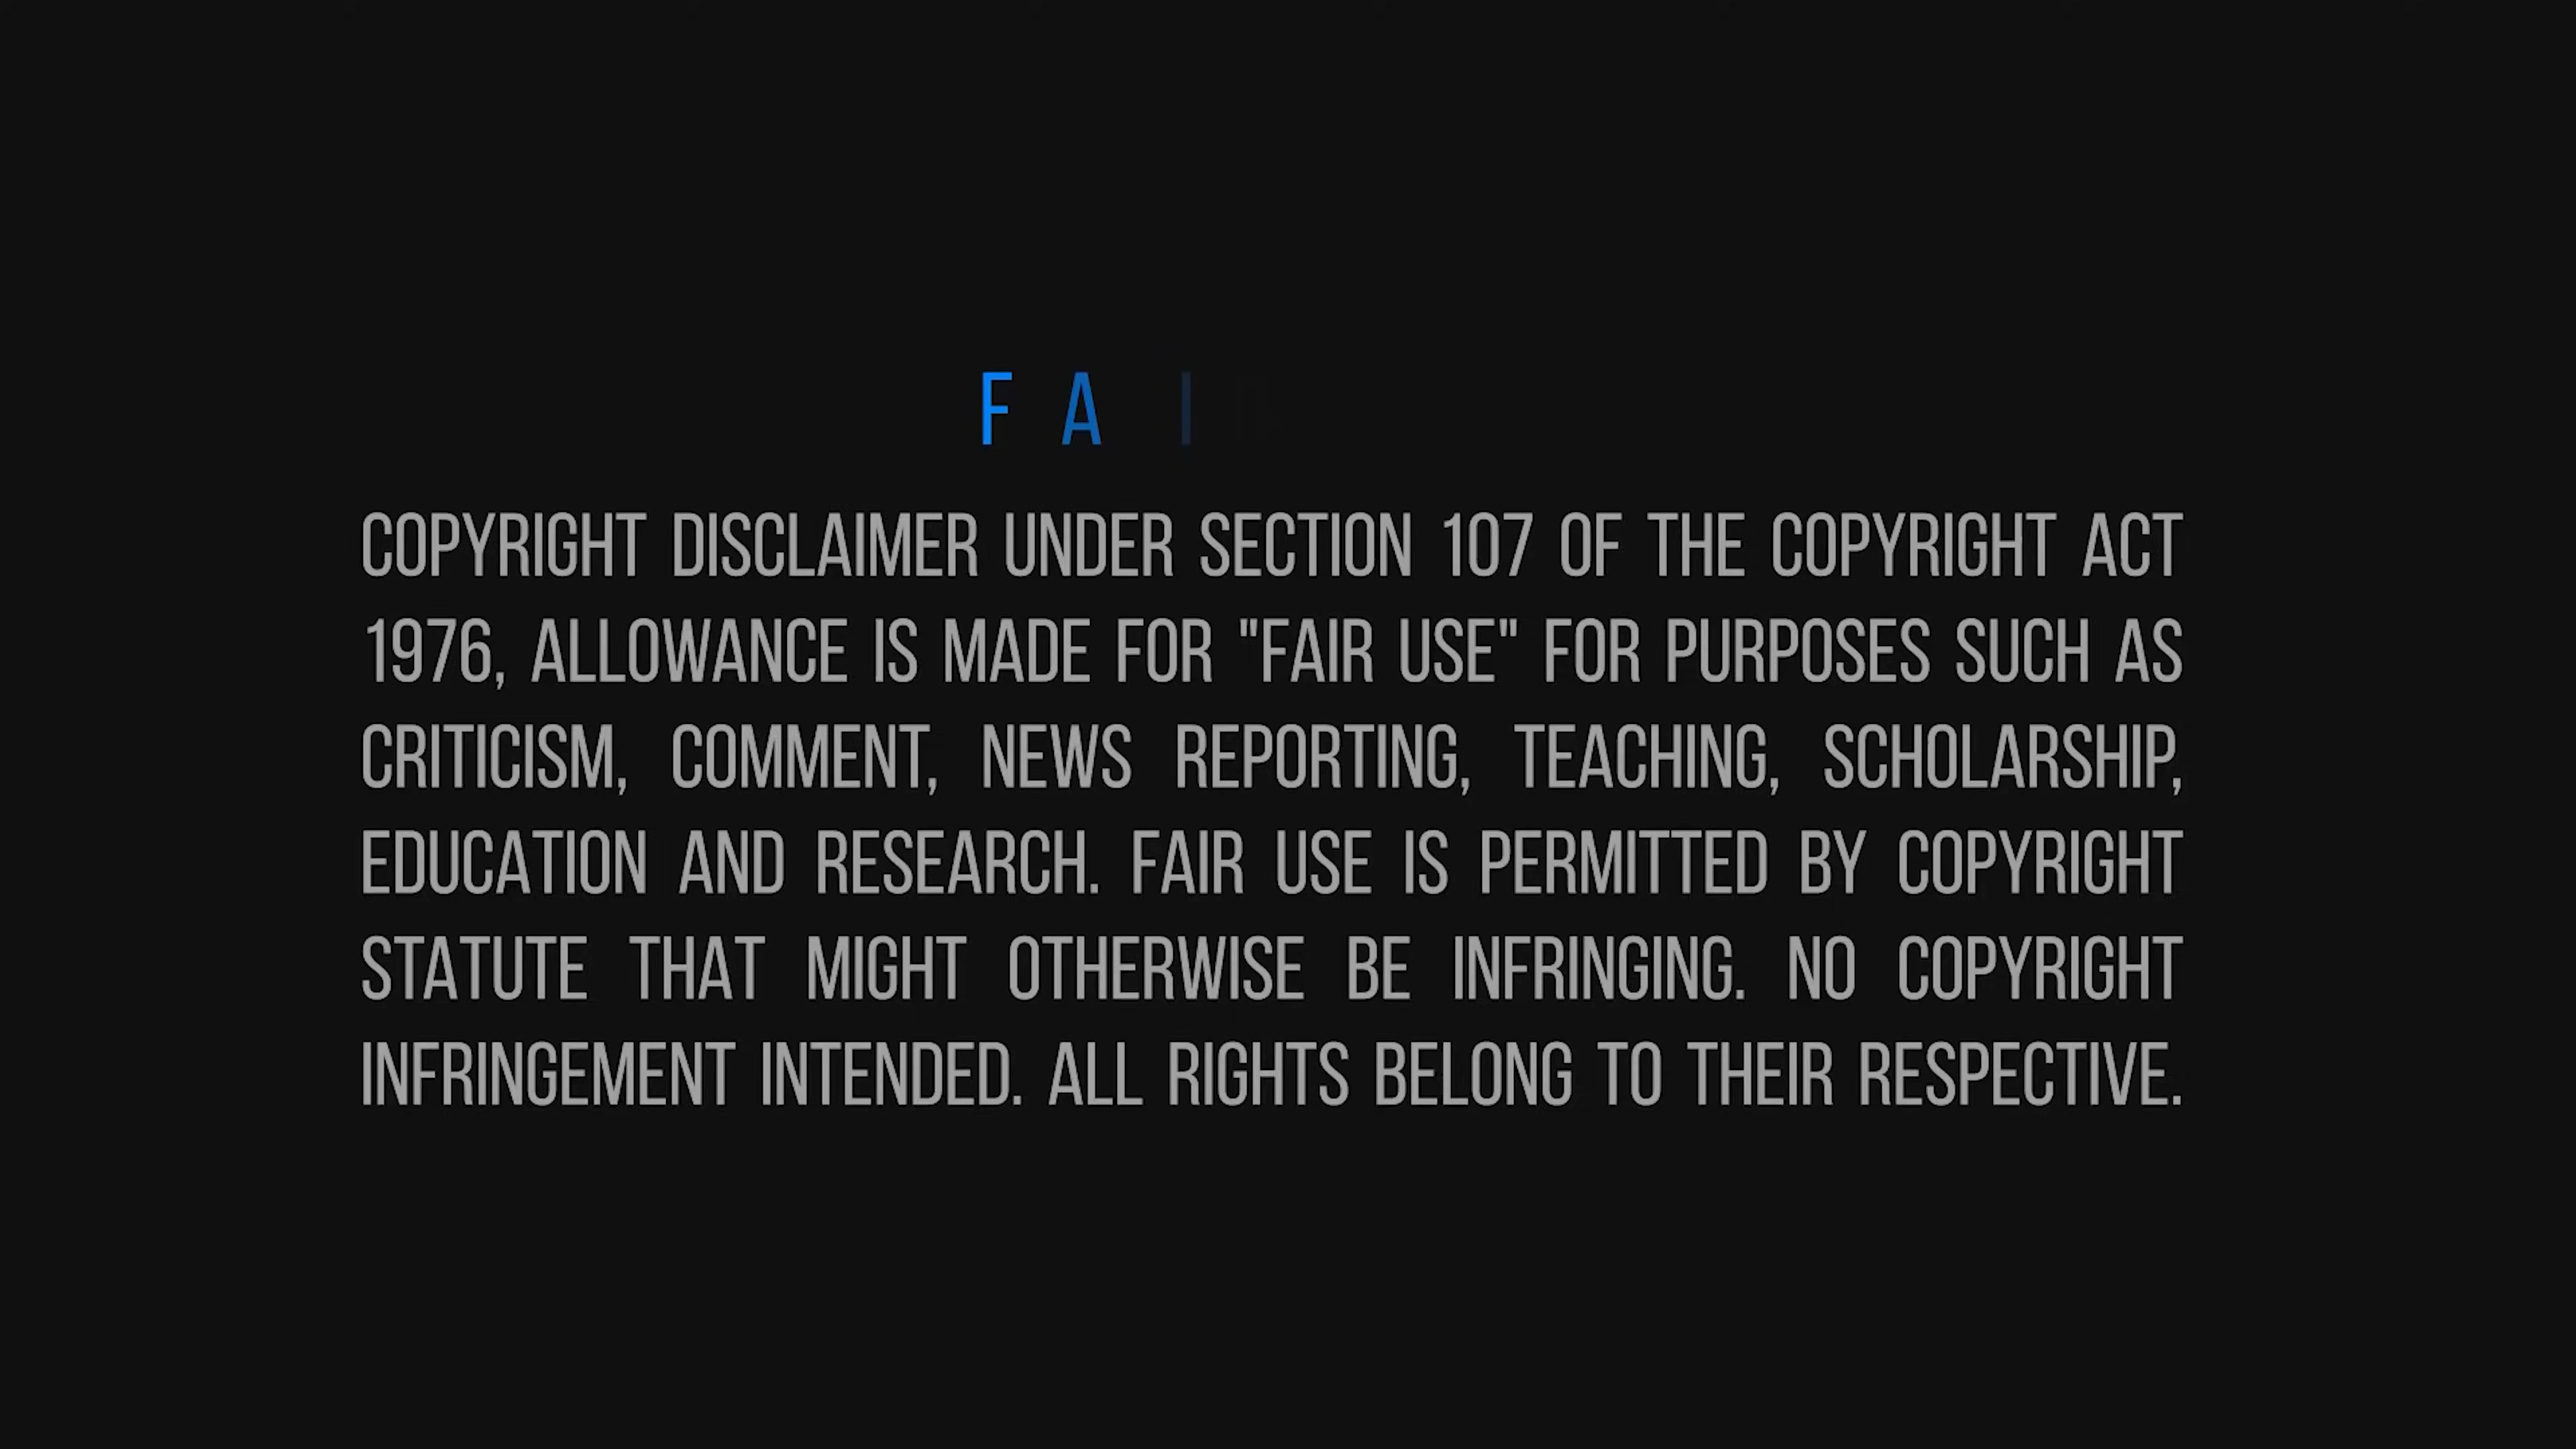 F A I
COPYRIGHT DISCLAIMER UNDER SECTION 107 OF THE COPYRIGHT ACT
1976, ALLOWANCE IS MADE FOR "FAIR USE" FOR PURPOSES SUCH AS
CRITICISM, COMMENT, NEWS REPORTING, TEACHING, SCHOLARSHIP,
EDUCATION AND RESEARCH. FAIR USE IS PERMITTED BY COPYRIGHT
STATUTE THAT MIGHT OTHERWISE BE INFRINGING. NO COPYRIGHT
INFRINGEMENT INTENDED. ALL RIGHTS BELONG TO THEIR RESPECTIVE.